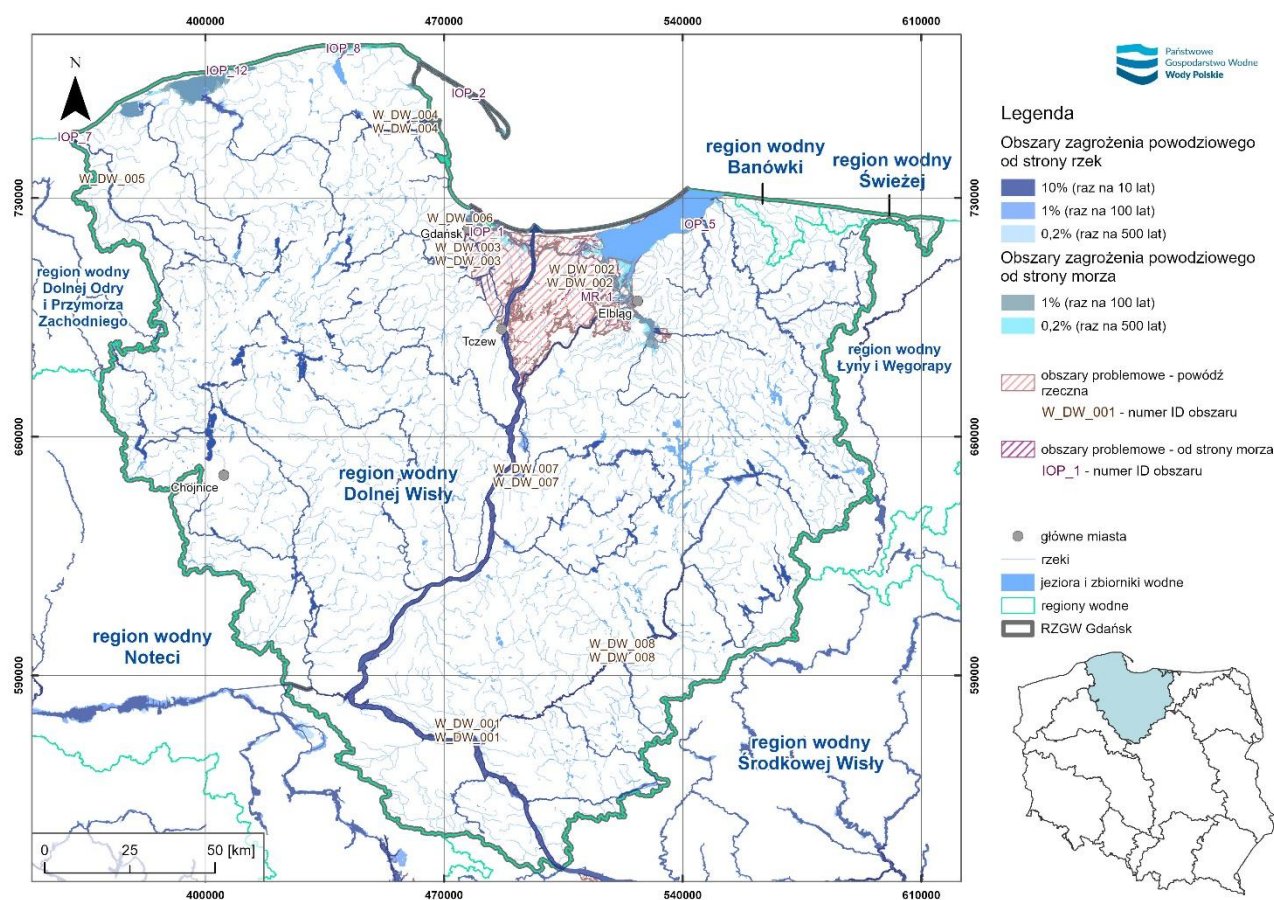 400000 470000 540000 610000
N
IOP_8
IOP_12
IOP_2
IOP_7
W_DW_004
W_DW_004
W_DW_005
region wodny
Banówki
region wodny
Świeżej
730000
730000
W_DW_006
Gdańsk
IOP_1
W_DW_003
W_DW_003
OP_5
W_DW_002
W_DW_002
MR_1
Elbląg
Tczew
region wodny
Dolnej Odry
i Przymorza
Zachodniego
region wodny
Łyny i Węgorapy
660000
660000
Chojnice
region wodny
Dolnej Wisły
W_DW_007
W_DW_007
region wodny
Noteci
W_DW_008
W_DW_008
590000
590000
W_DW_001
W_DW_001
region wodny
Środkowej Wisły
0 25 50 [km]
400000 470000 540000 610000
Państwowe
Gospodarstwo Wodne
Wody Polskie
Legenda
Obszary zagrożenia powodziowego
od strony rzek
10% (raz na 10 lat)
1% (raz na 100 lat)
0,2% (raz na 500 lat)
Obszary zagrożenia powodziowego
od strony morza
1% (raz na 100 lat)
0,2% (raz na 500 lat)
obszary problemowe - powódź
rzeczna
W_DW_001 - numer ID obszaru
obszary problemowe - od strony morza
IOP_1 - numer ID obszaru
główne miasta
rzeki
jeziora i zbiorniki wodne
regiony wodne
RZGW Gdańsk